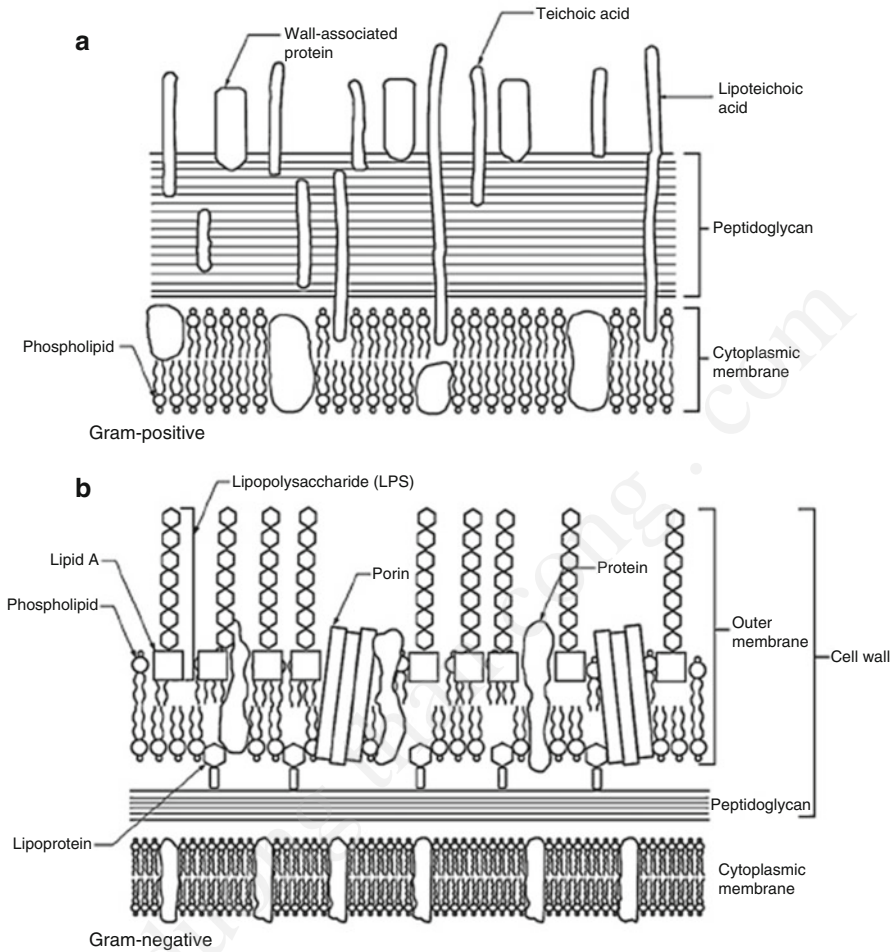 a
Wall-associated
protein
Teichoic acid
Lipoteichoic
acid
Peptidoglycan
Phospholipid
Cytoplasmic
membrane
Gram-positive
b
Lipopolysaccharide (LPS)
Lipid A
Phospholipid
Porin
Protein
Outer
membrane
Cell wall
Peptidoglycan
Lipoprotein
Cytoplasmic
membrane
Gram-negative